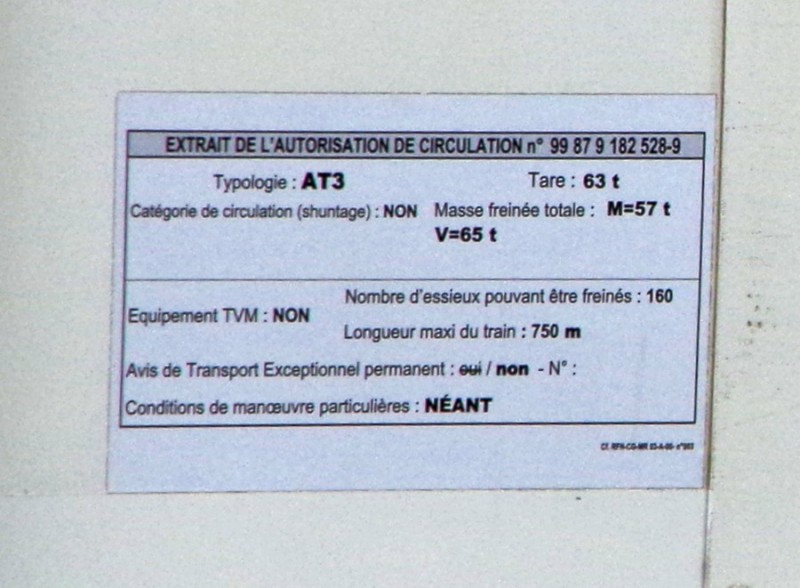 EXTRAIT DE L'AUTORISATION DE CIRCULATION n° 99 87 9 182 528-9
Typologie : AT3 Tare : 63 t
Catégorie de circulation (shuntage) : NON Masse freinée totale : M=57 t
V=65 t
Nombre d'essieux pouvant être freinés : 160
Equipement TVM : NON
Longueur maxi du train : 750 m
Avis de Transport Exceptionnel permanent : oui / non - N° :
Conditions de manœuvre particulières : NÉANT